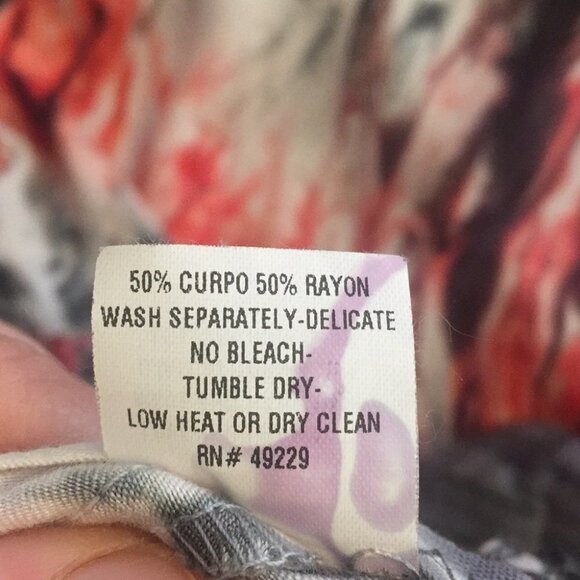 50% CURPO 50% RAYON
WASH SEPARATELY-DELICATE
NO BLEACH-
TUMBLE DRY-
LOW HEAT OR DRY CLEAN
RN# 49229